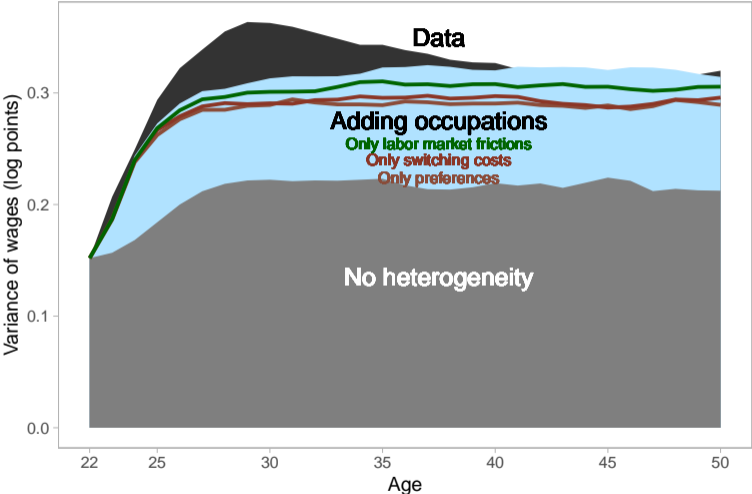 Data
0.3
Adding occupations
Only labor market frictions
Only switching costs
Only preferences
0.2
No heterogeneity
0.1
0.0
Variance of wages (log points)
22 25 30 35 40 45 50
Age